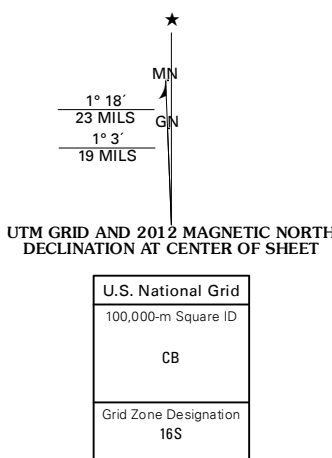 ★
MN
1° 18´
23 MILS
GN
1° 3´
19 MILS
UTM GRID AND 2012 MAGNETIC NORTH
DECLINATION AT CENTER OF SHEET
U.S. National Grid
100,000-m Square ID
CB
Grid Zone Designation
16S